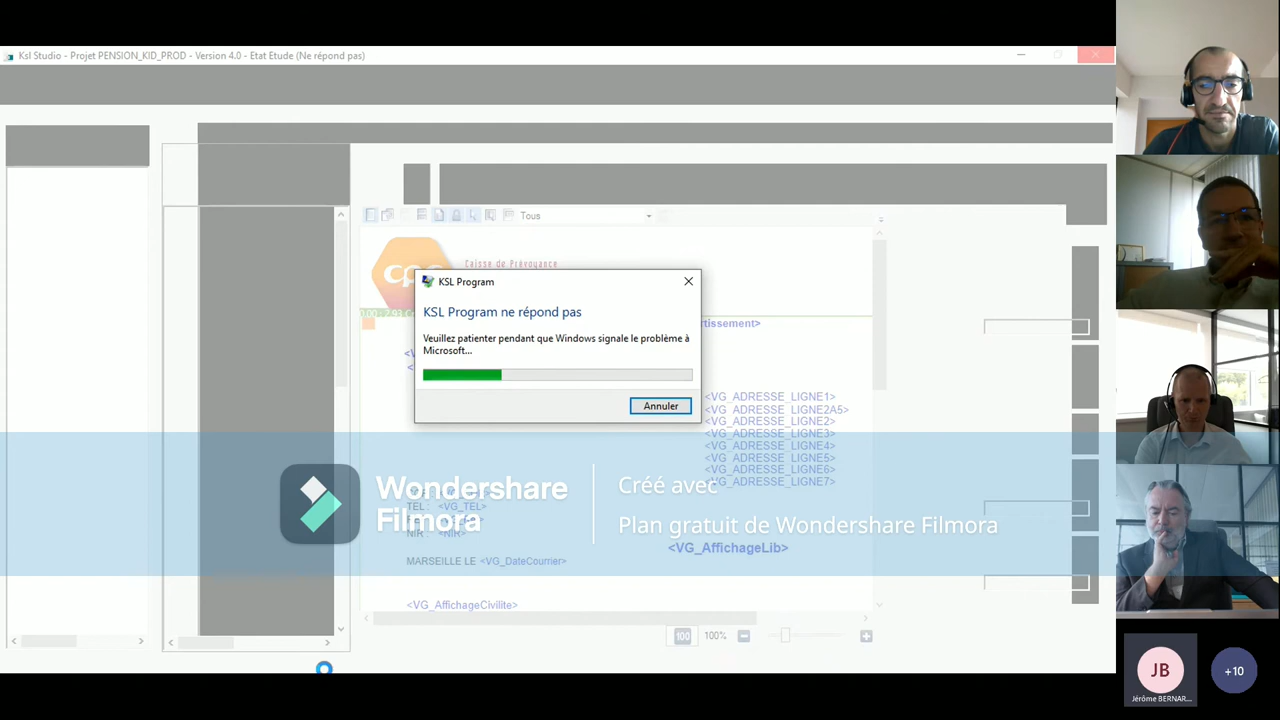 Ksl Studio - Projet PENSION_KID_PROD - Version 4.0 - Etat Etude (Ne répond pas)
Tous
cpc
Caisse de Prévoyance
KSL Program
KSL Program ne répond pas
Veuillez patienter pendant que Windows signale le problème à
Microsoft...
Annuler
rtissement>
<VG_ADRESSE_LIGNE1>
<VG_ADRESSE_LIGNE2A5>
<VG_ADRESSE_LIGNE2>
<VG_ADRESSE_LIGNE3>
<VG_ADRESSE_LIGNE4>
<VG_ADRESSE_LIGNE5>
<VG_ADRESSE_LIGNE6>
<VG_ADRESSE_LIGNE7>
Wondershare
Filmora
Créé avec
Plan gratuit de Wondershare Filmora
TEL : <VG_TEL>
NIR : <NIR>
<VG_AffichageLib>
MARSEILLE LE <VG_DateCourrier>
<VG_AffichageCivilite>
100 100%
JB
Jérôme BERNAR...
+10